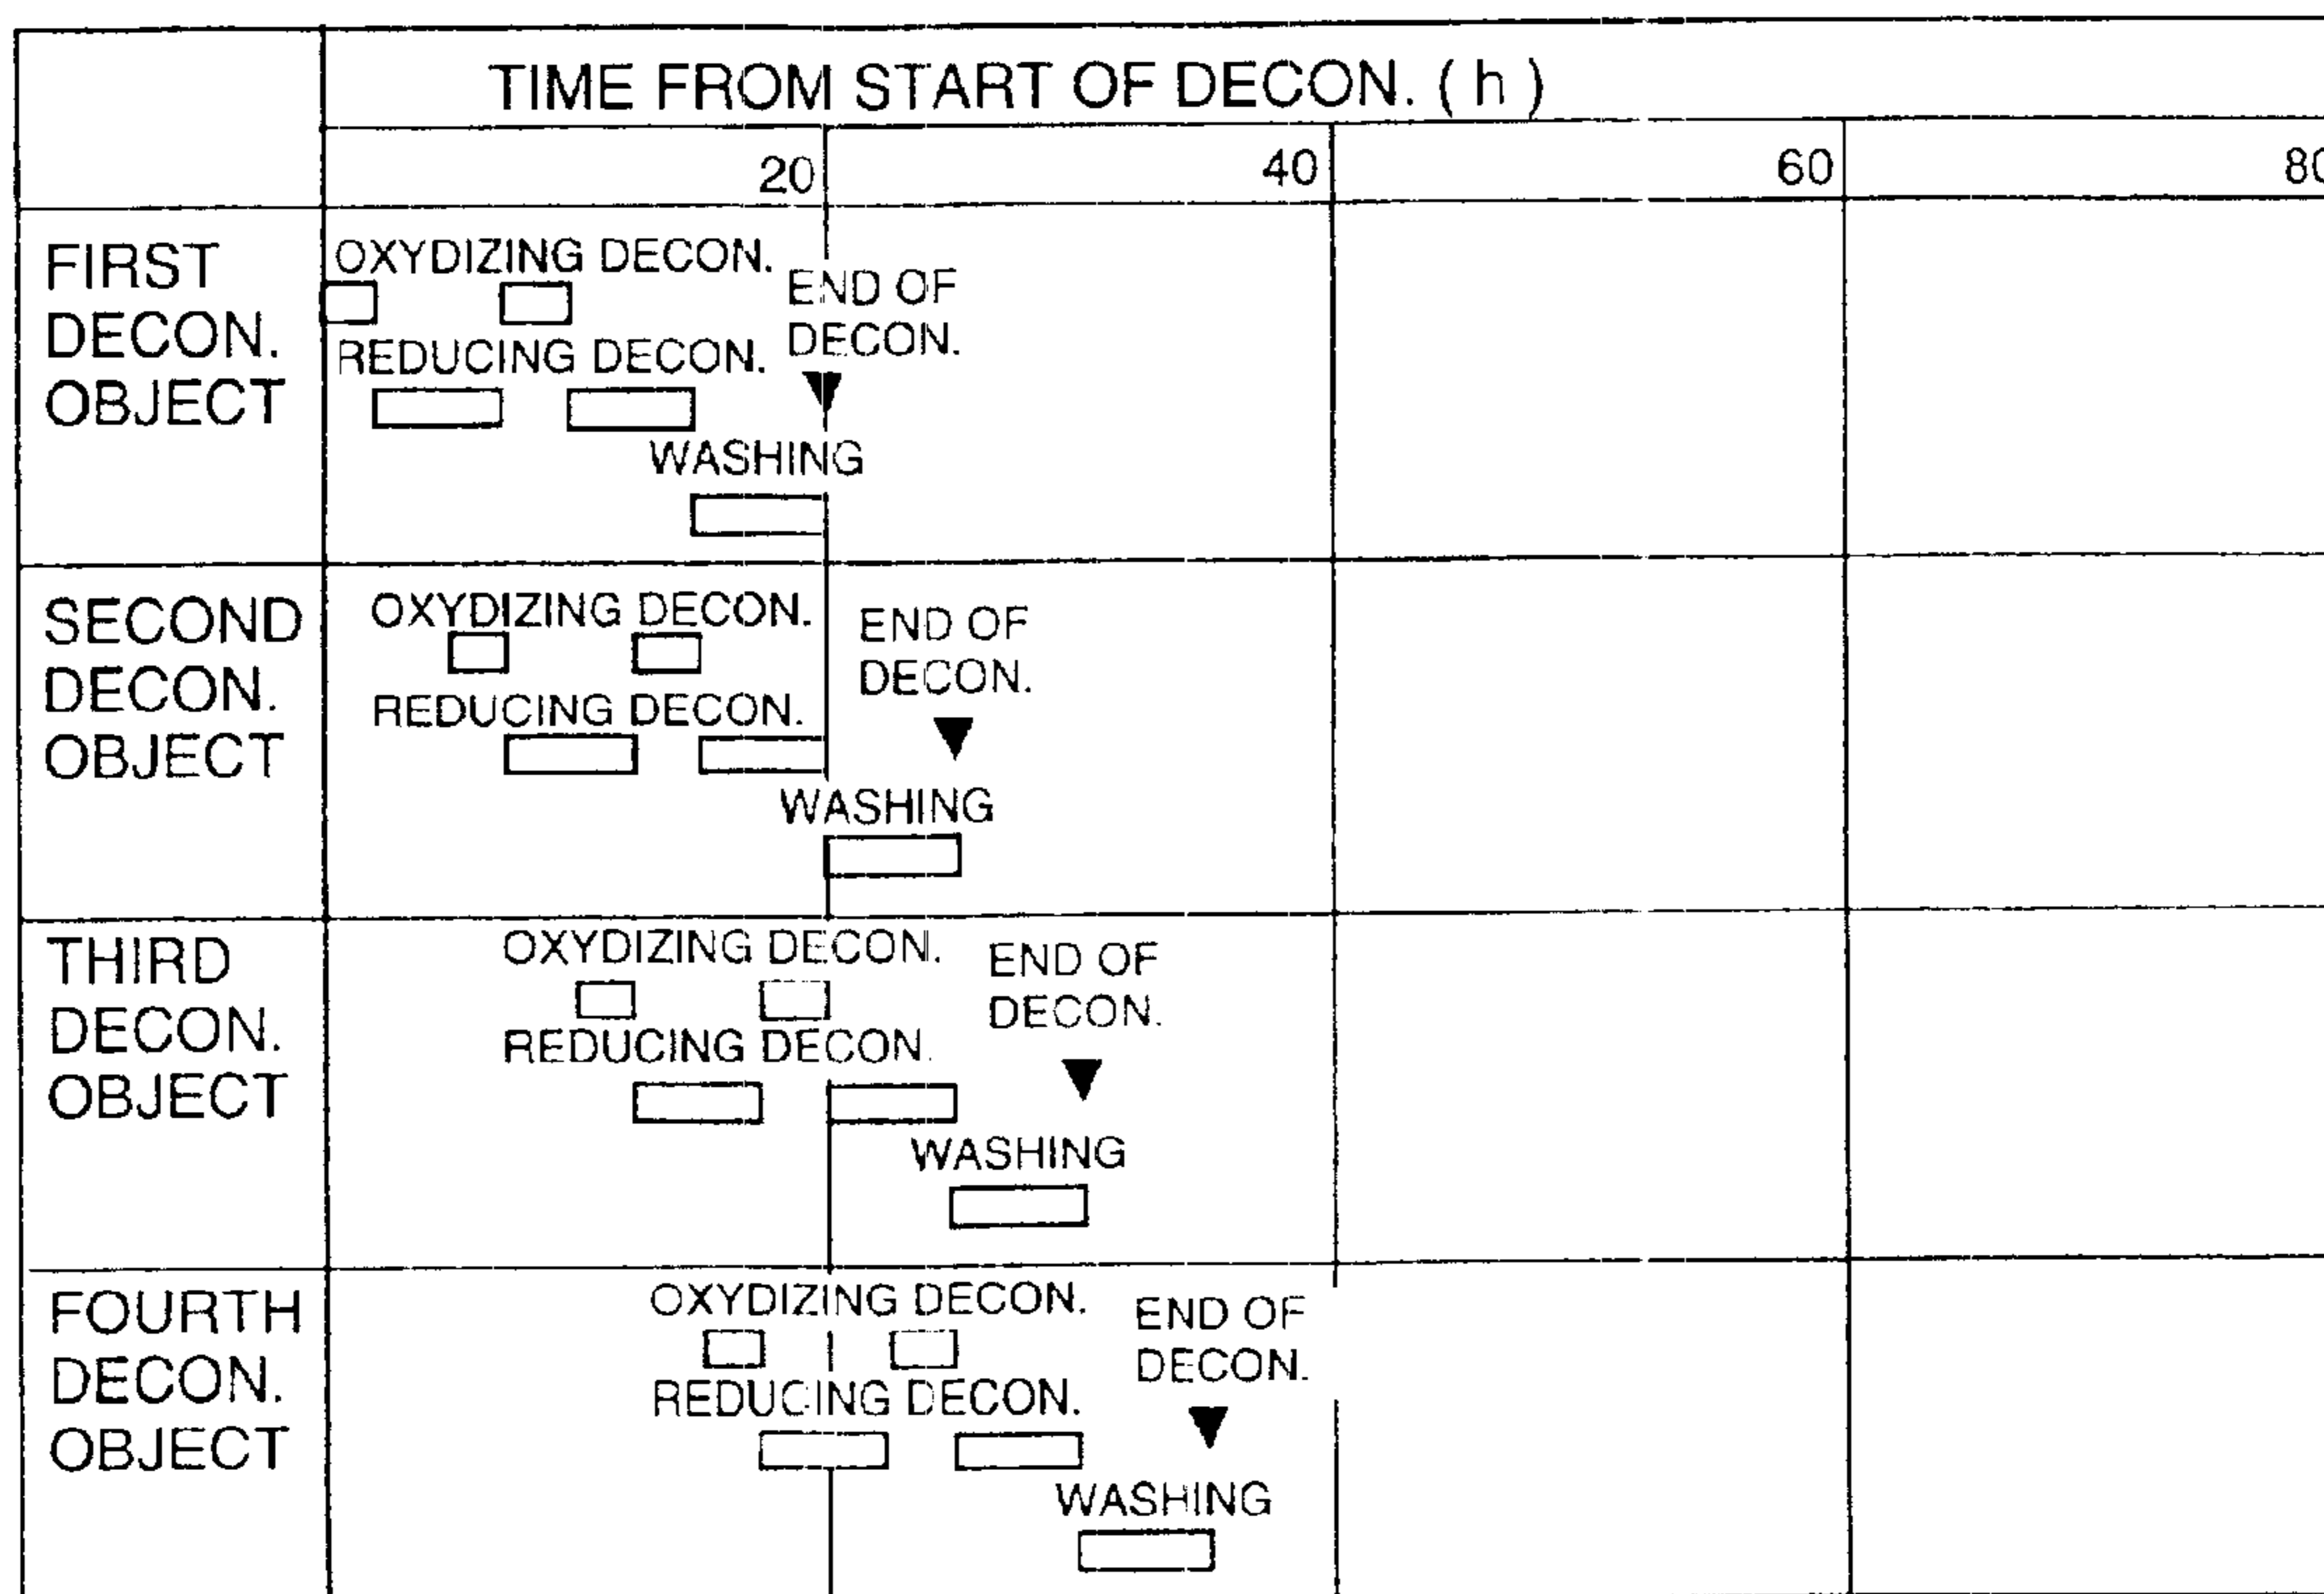 TIME FROM START OF DECON. ( h )
20 40 60 80
FIRST
DECON.
OBJECT
OXYDIZING DECON.
END OF
DECON.
REDUCING DECON.
WASHING
SECOND
DECON.
OBJECT
OXYDIZING DECON.
END OF
DECON.
REDUCING DECON.
WASHING
THIRD
DECON.
OBJECT
OXYDIZING DECON.
END OF
DECON.
REDUCING DECON.
WASHING
FOURTH
DECON.
OBJECT
OXYDIZING DECON.
END OF
DECON.
REDUCING DECON.
WASHING